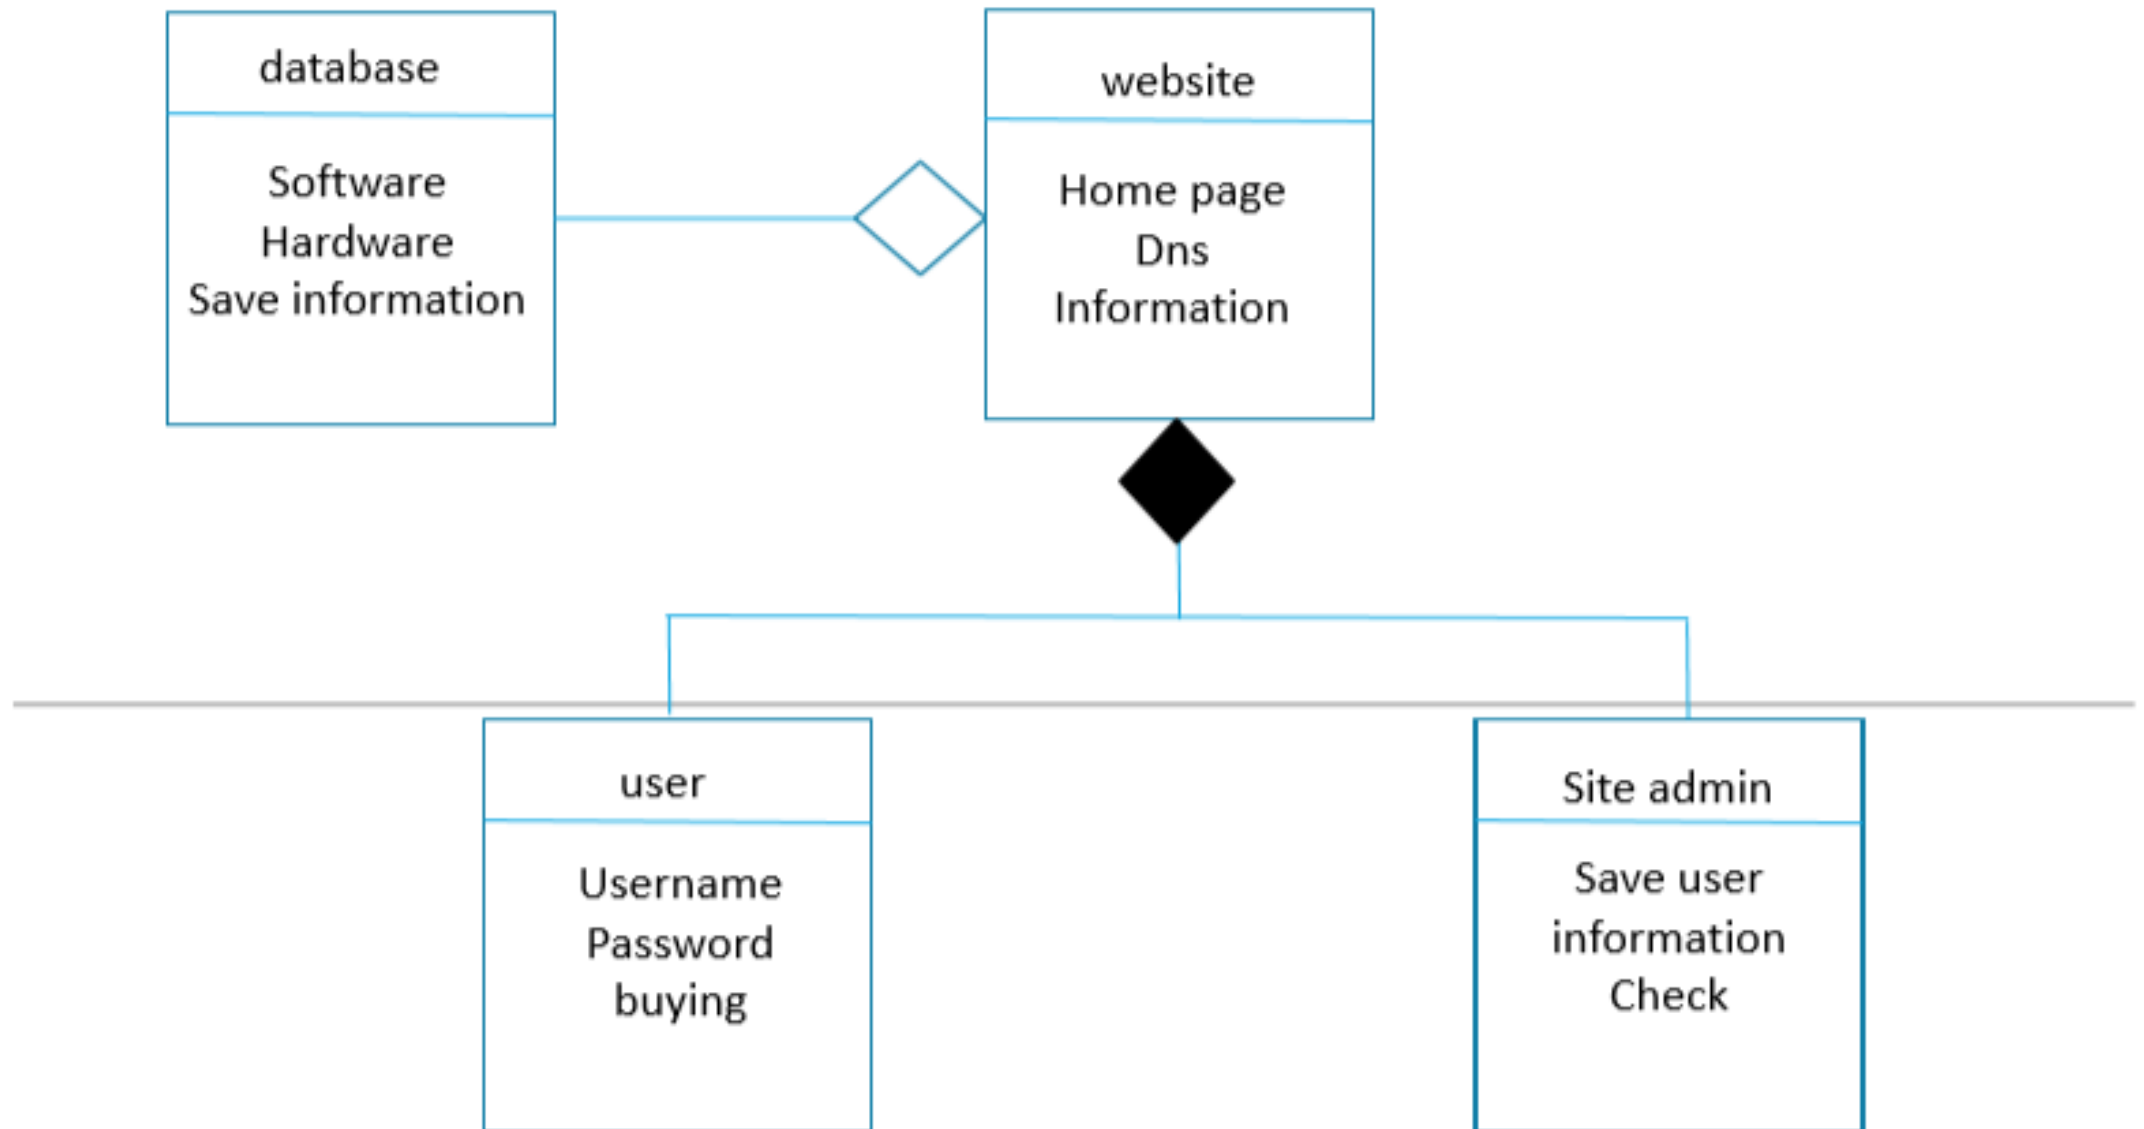 database
Software
Hardware
Save information
website
Home page
Dns
Information
user
Username
Password
buying
Site admin
Save user
information
Check